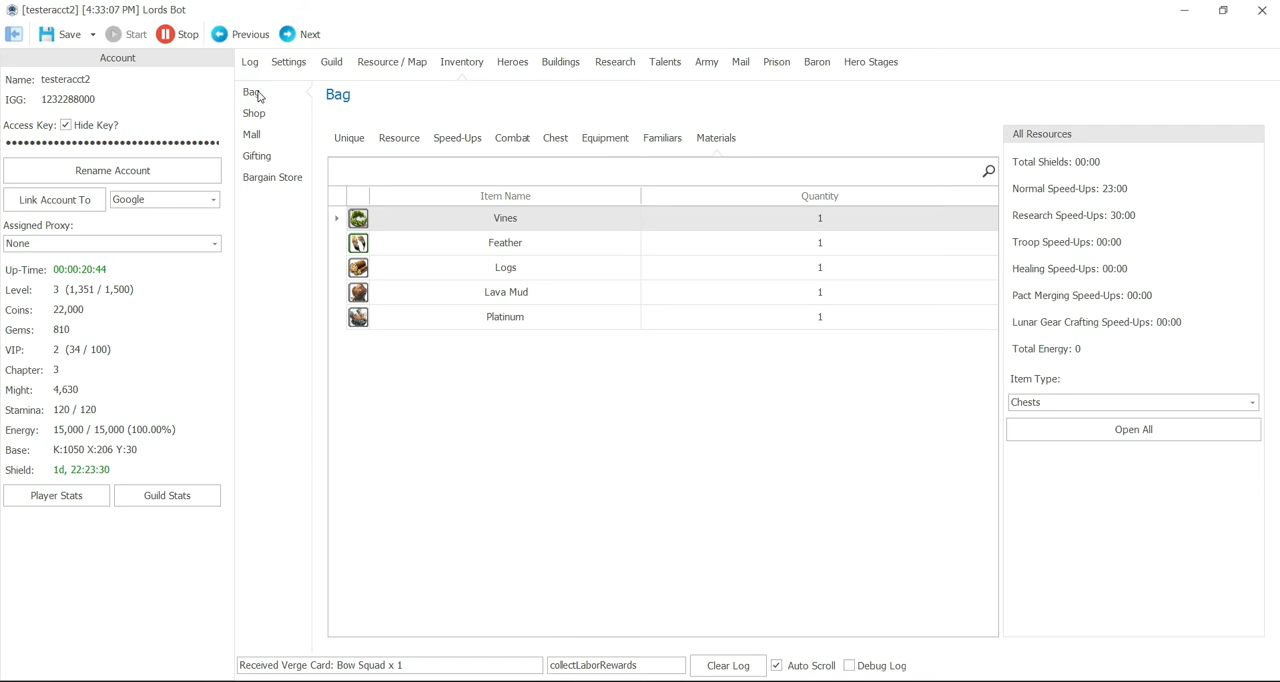 [testeracct2] [4:33:07 PM] Lords Bot
Save Start Stop Previous Next
Account
Name: testeracct2
IGG: 1232288000
Access Key: Hide Key?
Rename Account
Link Account To Google
Assigned Proxy:
None
Up-Time: 00:00:20:44
Level: 3 (1,351 / 1,500)
Coins: 22,000
Gems: 810
VIP: 2 (34 / 100)
Chapter: 3
Might: 4,630
Stamina: 120 / 120
Energy: 15,000 / 15,000 (100.00%)
Base: K:1050 X:206 Y:30
Shield: 1d, 22:23:30
Player Stats Guild Stats
Log Settings Guild Resource / Map Inventory Heroes Buildings Research Talents Army Mail Prison Baron Hero Stages
Bag
Shop
Mall
Gifting
Bargain Store
Bag
Unique Resource Speed-Ups Combat Chest Equipment Familiars Materials
Item Name Quantity
Vines 1
Feather 1
Logs 1
Lava Mud 1
Platinum 1
All Resources
Total Shields: 00:00
Normal Speed-Ups: 23:00
Research Speed-Ups: 30:00
Troop Speed-Ups: 00:00
Healing Speed-Ups: 00:00
Pact Merging Speed-Ups: 00:00
Lunar Gear Crafting Speed-Ups: 00:00
Total Energy: 0
Item Type:
Chests
Open All
Received Verge Card: Bow Squad x 1 collectLaborRewards Clear Log Auto Scroll Debug Log